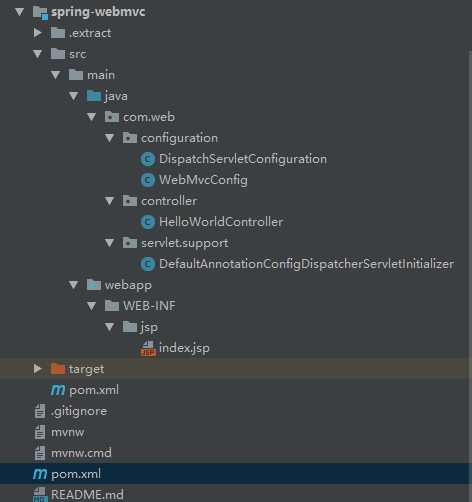 spring-webmvc
.extract
src
main
java
com.web
configuration
DispatchServletConfiguration
WebMvcConfig
controller
HelloWorldController
servlet.support
DefaultAnnotationConfigDispatcherServletInitializer
webapp
WEB-INF
jsp
index.jsp
target
pom.xml
.gitignore
mvnw
mvnw.cmd
pom.xml
README.md